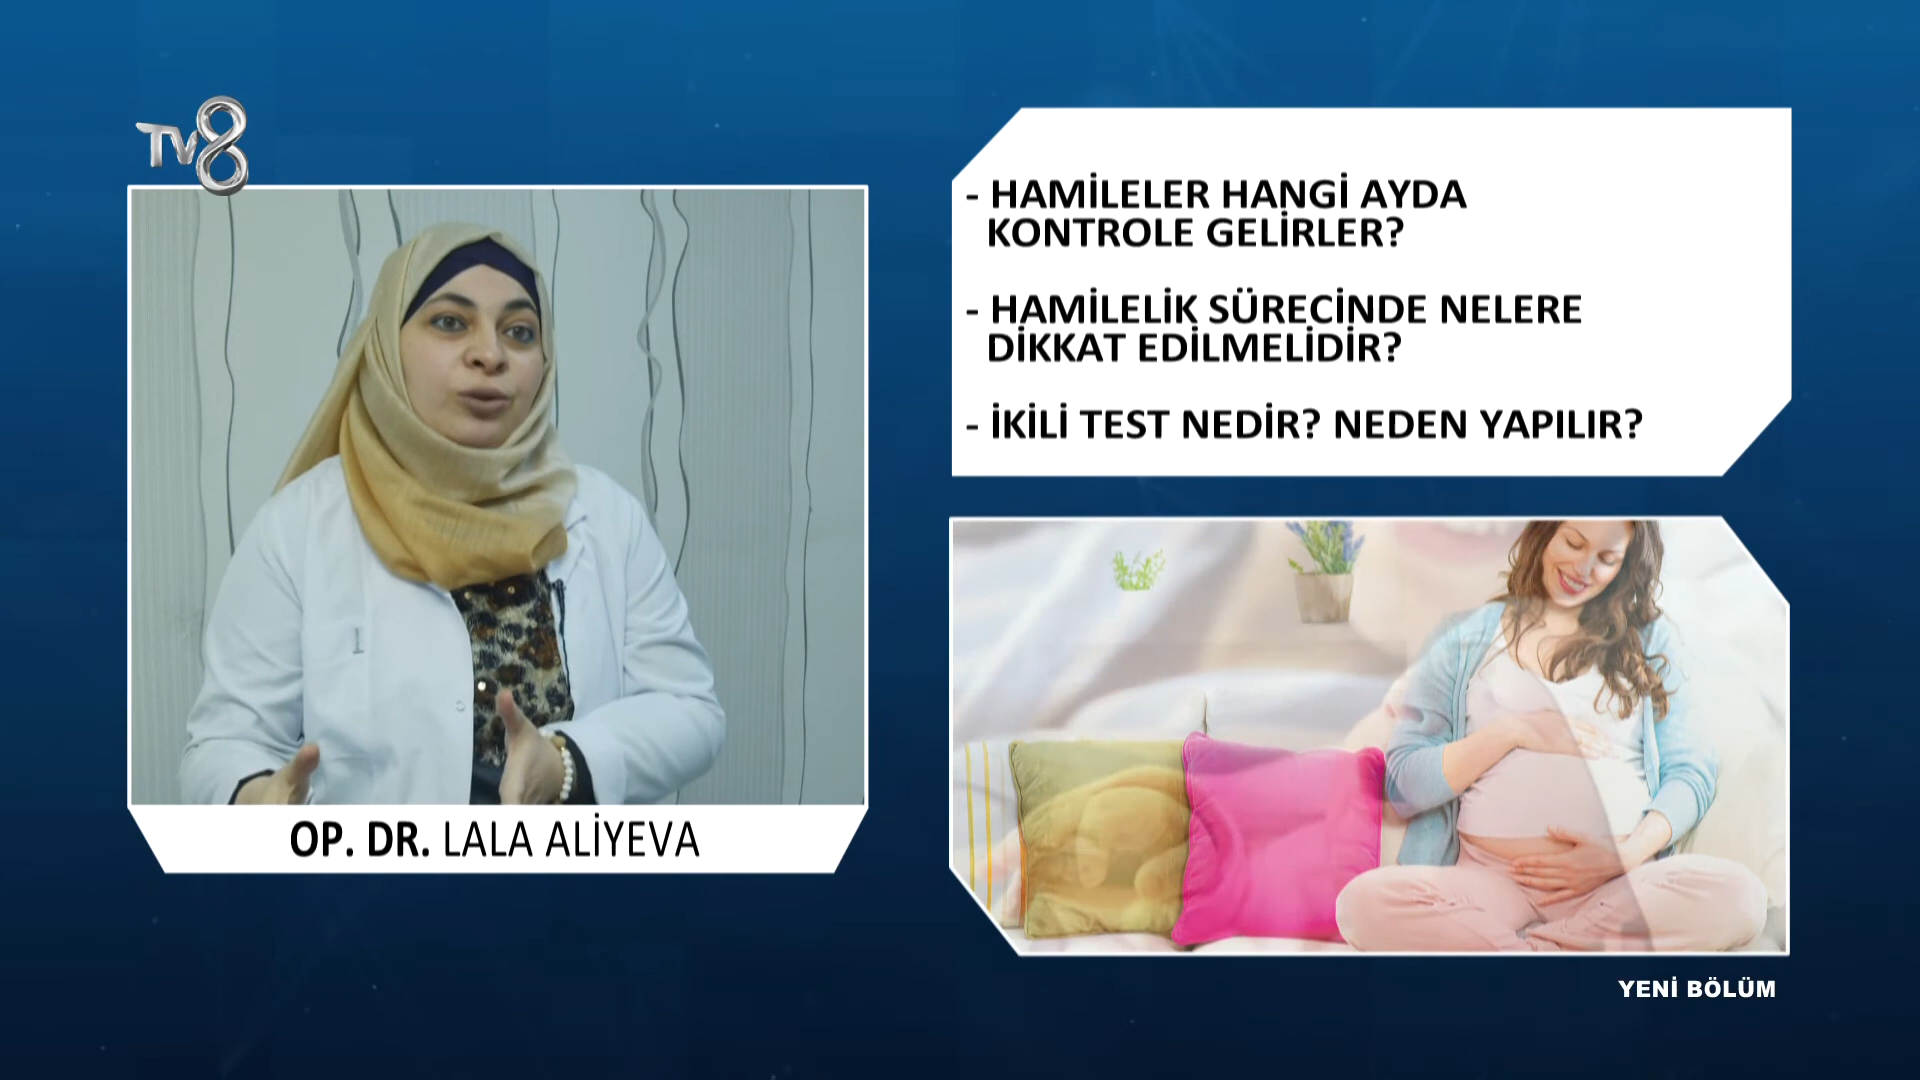 TV8
- HAMİLELER HANGİ AYDA
KONTROLE GELİRLER?
- HAMİLELİK SÜRECİNDE NELERE
DİKKAT EDİLMELİDİR?
- İKİLİ TEST NEDİR? NEDEN YAPILIR?
OP. DR. LALA ALİYEVA
YENİ BÖLÜM